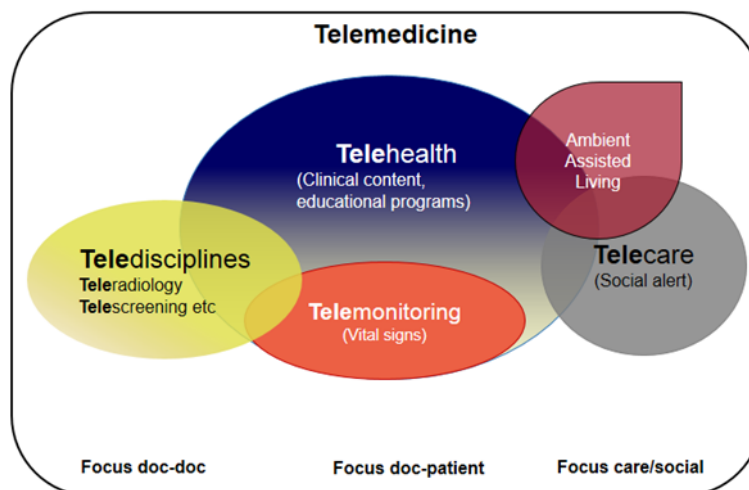 Telemedicine
Telehealth
(Clinical content,
educational programs)
Ambient
Assisted
Living
Teledisciplines
Teleradiology
Telescreening etc
Telemonitoring
(Vital signs)
Telecare
(Social alert)
Focus doc-doc
Focus doc-patient
Focus care/social